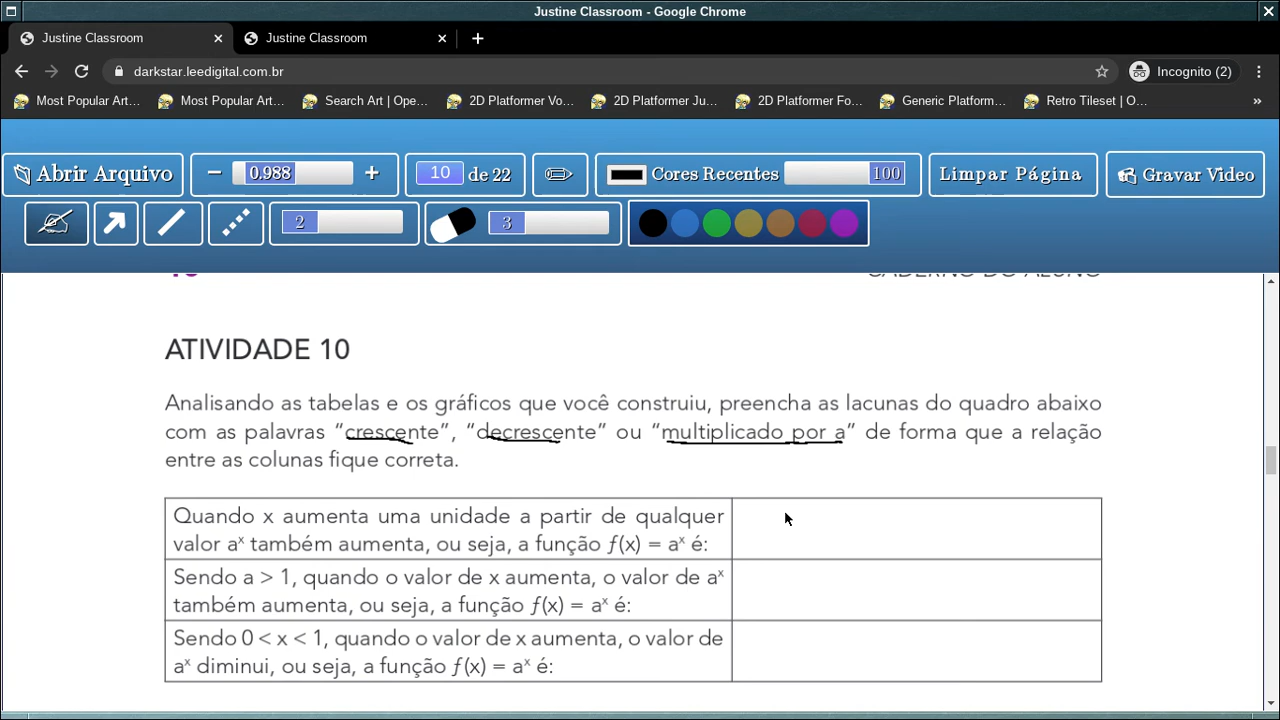 Justine Classroom - Google Chrome
Justine Classroom
Justine Classroom
darkstar.leedigital.com.br
Incognito (2)
Most Popular Art...
Most Popular Art...
Search Art | Ope...
2D Platformer Vo...
2D Platformer Ju...
2D Platformer Fo...
Generic Platform...
Retro Tileset | O...
»
Abrir Arquivo
− 0,988 +
10 de 22
Cores Recentes 100
Limpar Página
Gravar Video
2
3
CADERNO DO ALUNO
ATIVIDADE 10
Analisando as tabelas e os gráficos que você construiu, preencha as lacunas do quadro abaixo
com as palavras “crescente”, “decrescente” ou “multiplicado por a” de forma que a relação
entre as colunas fique correta.
Quando x aumenta uma unidade a partir de qualquer
valor aˣ também aumenta, ou seja, a função ƒ(x) = aˣ é:
Sendo a > 1, quando o valor de x aumenta, o valor de aˣ
também aumenta, ou seja, a função ƒ(x) = aˣ é:
Sendo 0 < x < 1, quando o valor de x aumenta, o valor de
aˣ diminui, ou seja, a função ƒ(x) = aˣ é: